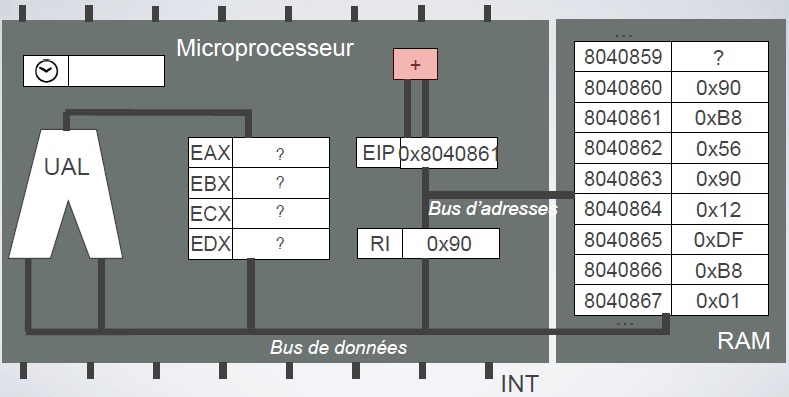 Microprocesseur
+
UAL
EAX ?
EBX ?
ECX ?
EDX ?
EIP 0x8040861
Bus d'adresses
RI 0x90
Bus de données
INT
...
8040859 ?
8040860 0x90
8040861 0xB8
8040862 0x56
8040863 0x90
8040864 0x12
8040865 0xDF
8040866 0xB8
8040867 0x01
...
RAM